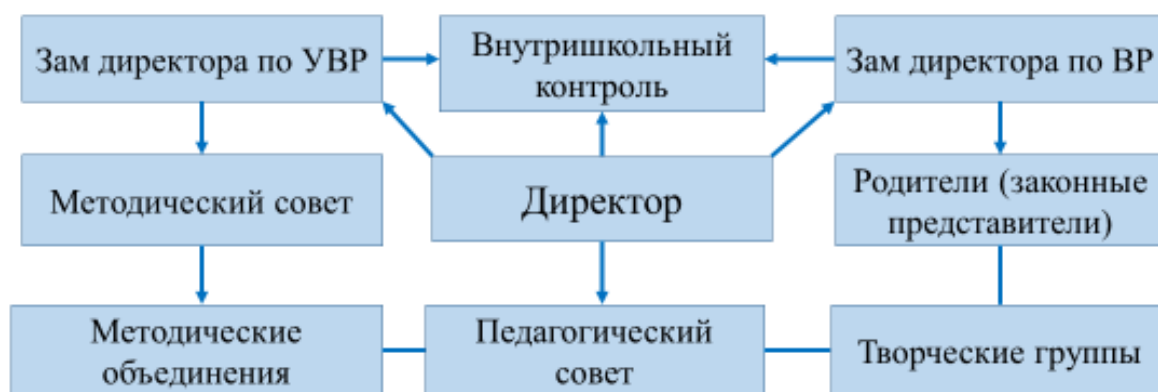 Зам директора по УВР
Внутришкольный
контроль
Зам директора по ВР
Методический совет
Директор
Родители (законные
представители)
Методические
объединения
Педагогический
совет
Творческие группы